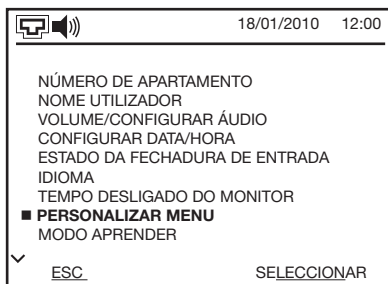 18/01/2010 12:00
NÚMERO DE APARTAMENTO
NOME UTILIZADOR
VOLUME/CONFIGURAR ÁUDIO
CONFIGURAR DATA/HORA
ESTADO DA FECHADURA DE ENTRADA
IDIOMA
TEMPO DESLIGADO DO MONITOR
PERSONALIZAR MENU
MODO APRENDER
ESC SELECCIONAR